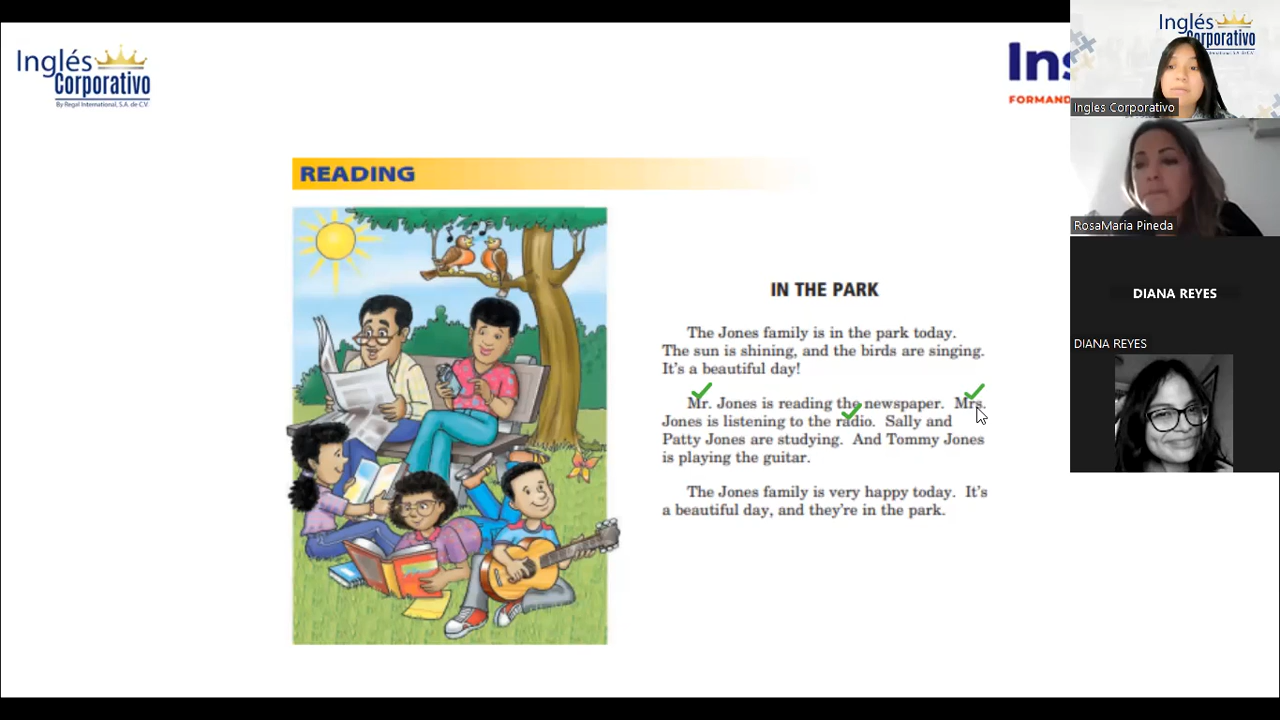 Inglés
Corporativo
By Regal International, S.A. de C.V.
Ins
FORMAND
READING
IN THE PARK
The Jones family is in the park today.
The sun is shining, and the birds are singing.
It's a beautiful day!
Mr. Jones is reading the newspaper. Mrs.
Jones is listening to the radio. Sally and
Patty Jones are studying. And Tommy Jones
is playing the guitar.
The Jones family is very happy today. It's
a beautiful day, and they're in the park.
Inglés
Corporativo
Ingles Corporativo
RosaMaria Pineda
DIANA REYES
DIANA REYES